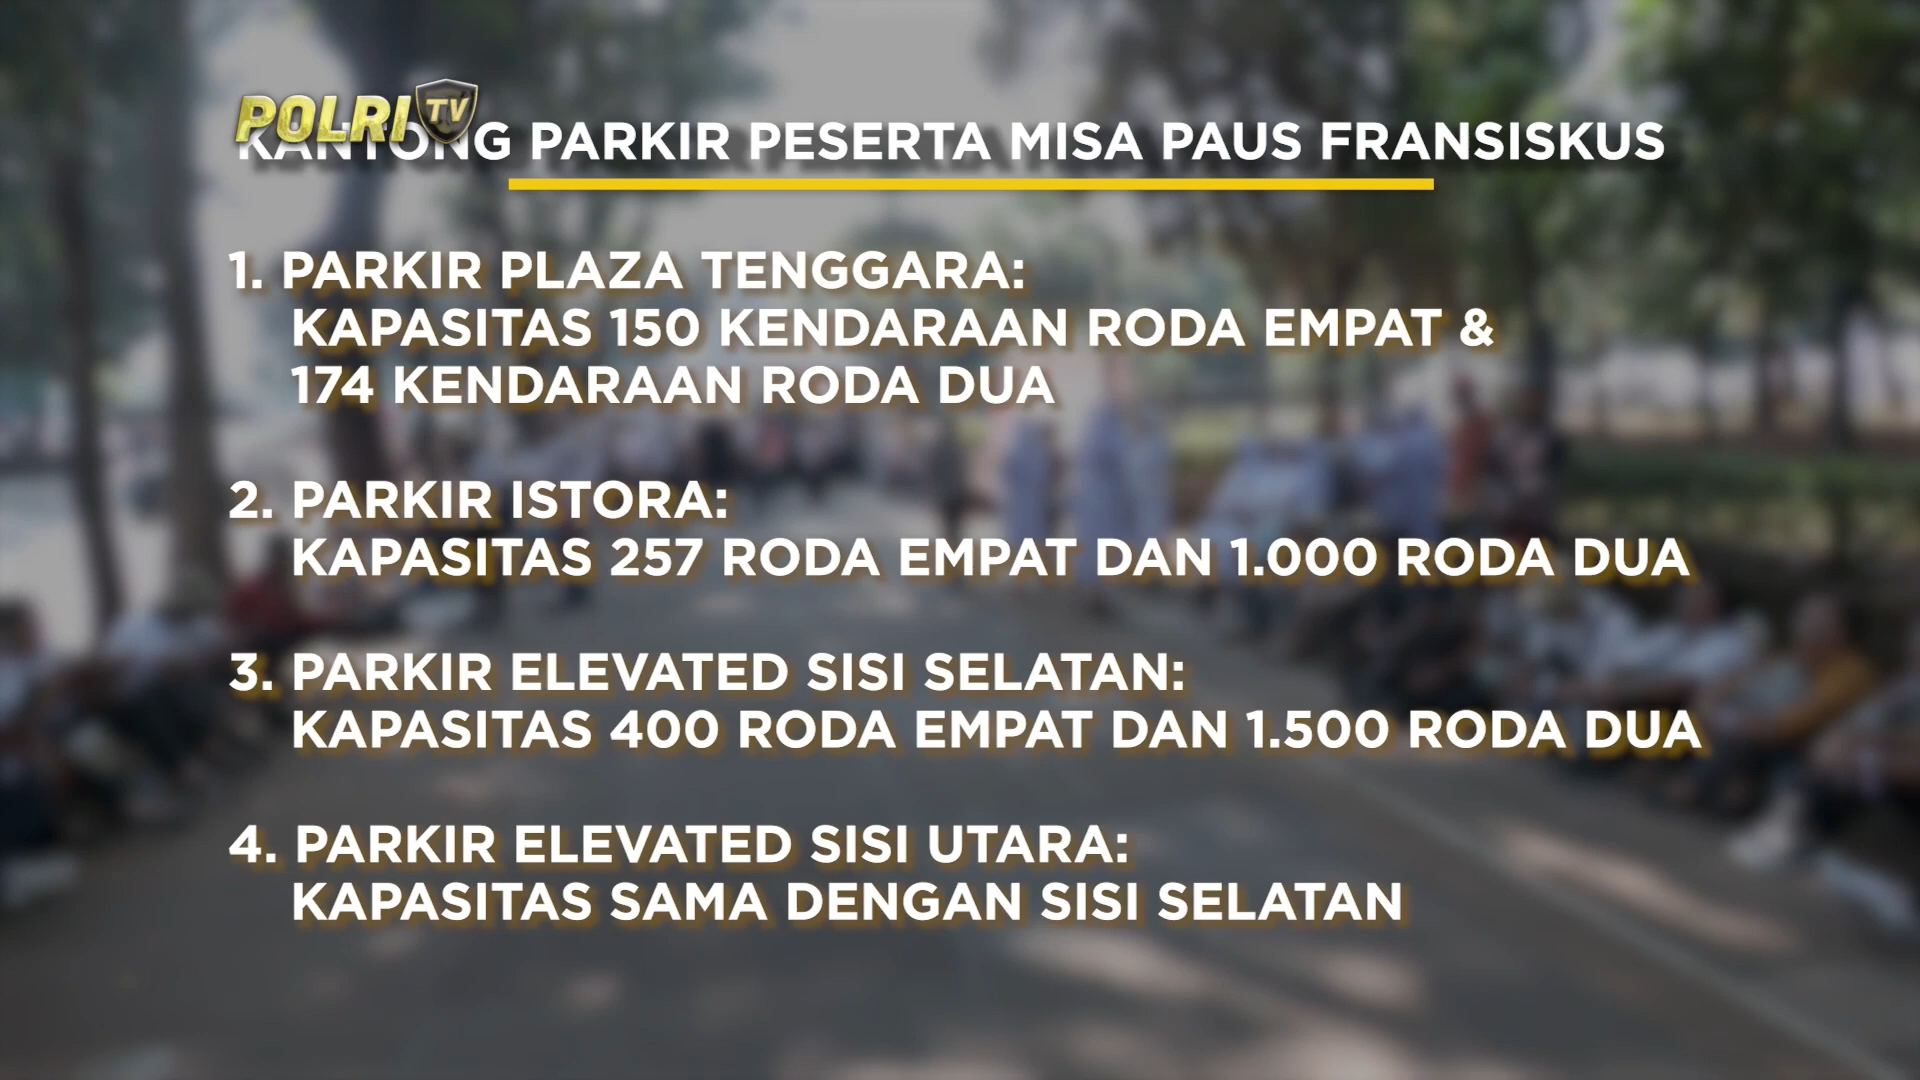 POLRI TV
KANTONG PARKIR PESERTA MISA PAUS FRANSISKUS
1. PARKIR PLAZA TENGGARA:
KAPASITAS 150 KENDARAAN RODA EMPAT &
174 KENDARAAN RODA DUA
2. PARKIR ISTORA:
KAPASITAS 257 RODA EMPAT DAN 1.000 RODA DUA
3. PARKIR ELEVATED SISI SELATAN:
KAPASITAS 400 RODA EMPAT DAN 1.500 RODA DUA
4. PARKIR ELEVATED SISI UTARA:
KAPASITAS SAMA DENGAN SISI SELATAN